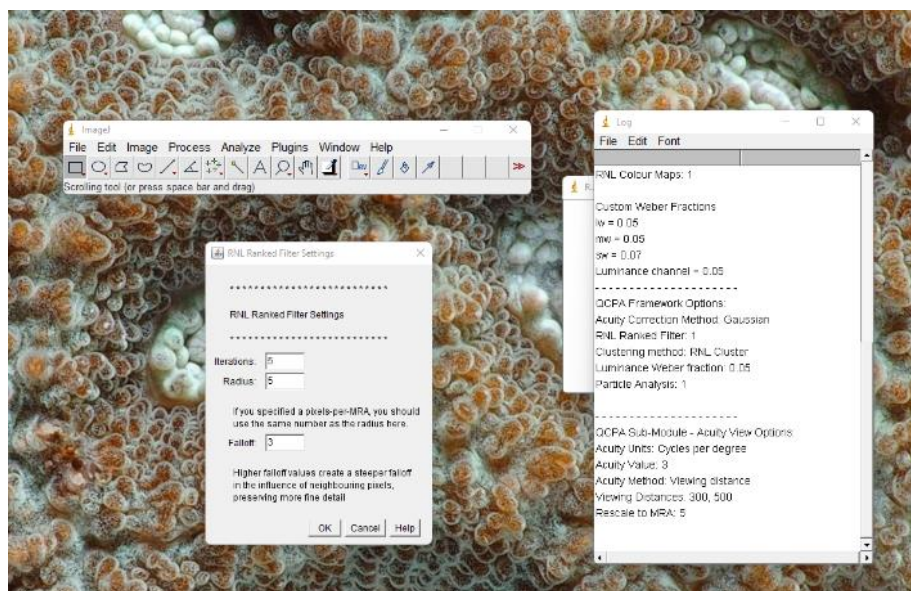 ImageJ
File Edit Image Process Analyze Plugins Window Help
Dev
Scrolling tool (or press space bar and drag)
RNL Ranked Filter Settings
RNL Ranked Filter Settings
Iterations: 5
Radius: 5
If you specified a pixels-per-MRA, you should
use the same number as the radius here.
Falloff: 3
Higher falloff values create a steeper falloff
in the influence of neighbouring pixels,
preserving more fine detail
OK Cancel Help
Log
File Edit Font
RNL Colour Maps: 1
Custom Weber Fractions
lw = 0.05
mw = 0.05
sw = 0.07
Luminance channel = 0.05
- - - - - - - - - - - - - - - - - - - -
QCPA Framework Options:
Acuity Correction Method: Gaussian
RNL Ranked Filter: 1
Clustering method: RNL Cluster
Luminance Weber fraction: 0.05
Particle Analysis: 1
- - - - - - - - - - - - - - - - - - - -
QCPA Sub-Module - Acuity View Options:
Acuity Units: Cycles per degree
Acuity Value: 3
Acuity Method: Viewing distance
Viewing Distances: 300, 500
Rescale to MRA: 5